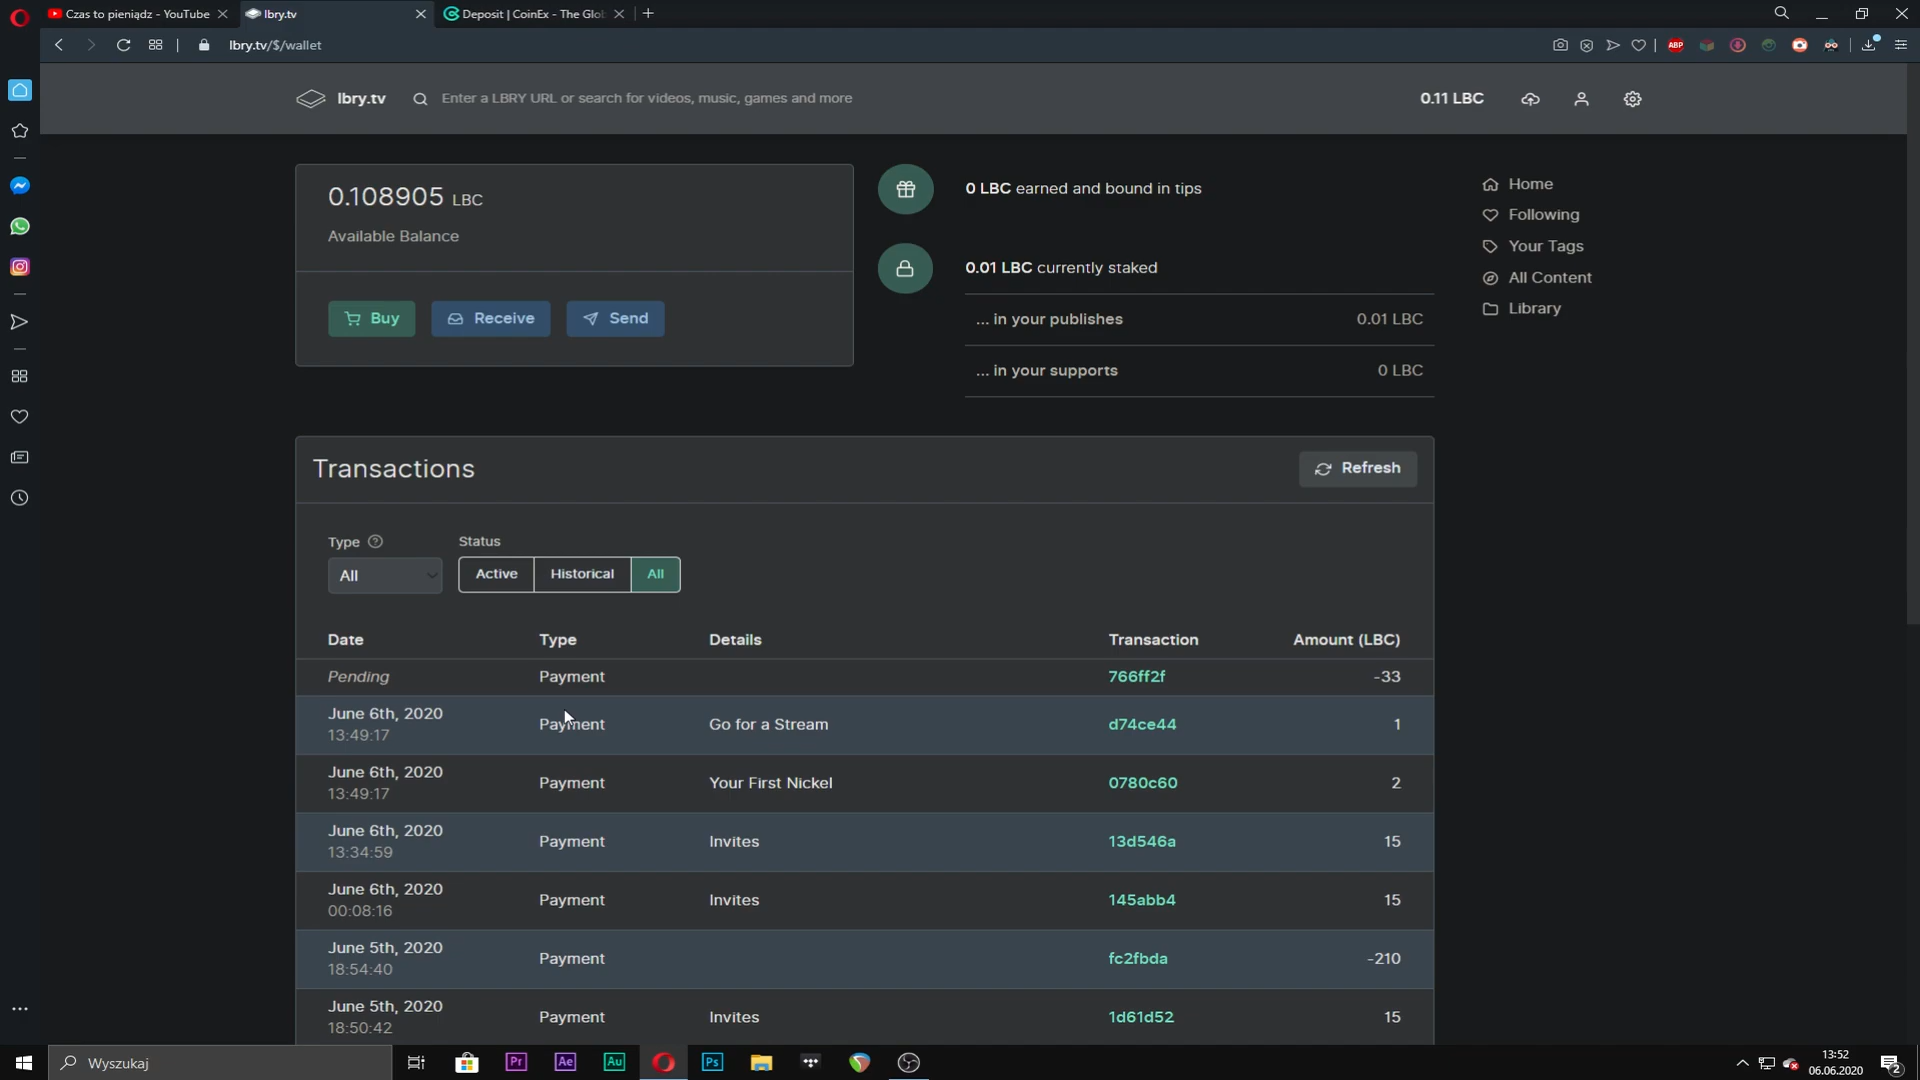 Czas to pieniądz - YouTube
lbry.tv
Deposit | CoinEx - The Glob
lbry.tv/$/wallet
ABP
lbry.tv
Enter a LBRY URL or search for videos, music, games and more
0.11 LBC
0.108905 LBC
Available Balance
Buy
Receive
Send
0 LBC earned and bound in tips
0.01 LBC currently staked
... in your publishes 0.01 LBC
... in your supports 0 LBC
Home
Following
Your Tags
All Content
Library
Transactions
Refresh
Type
Status
All
Active Historical All
Date Type Details Transaction Amount (LBC)
Pending Payment 766ff2f -33
June 6th, 2020
13:49:17
Payment Go for a Stream d74ce44 1
June 6th, 2020
13:49:17
Payment Your First Nickel 0780c60 2
June 6th, 2020
13:34:59
Payment Invites 13d546a 15
June 6th, 2020
00:08:16
Payment Invites 145abb4 15
June 5th, 2020
18:54:40
Payment fc2fbda -210
June 5th, 2020
18:50:42
Payment Invites 1d61d52 15
Wyszukaj
Pr
Ae
Au
Ps
13:52
06.06.2020
2